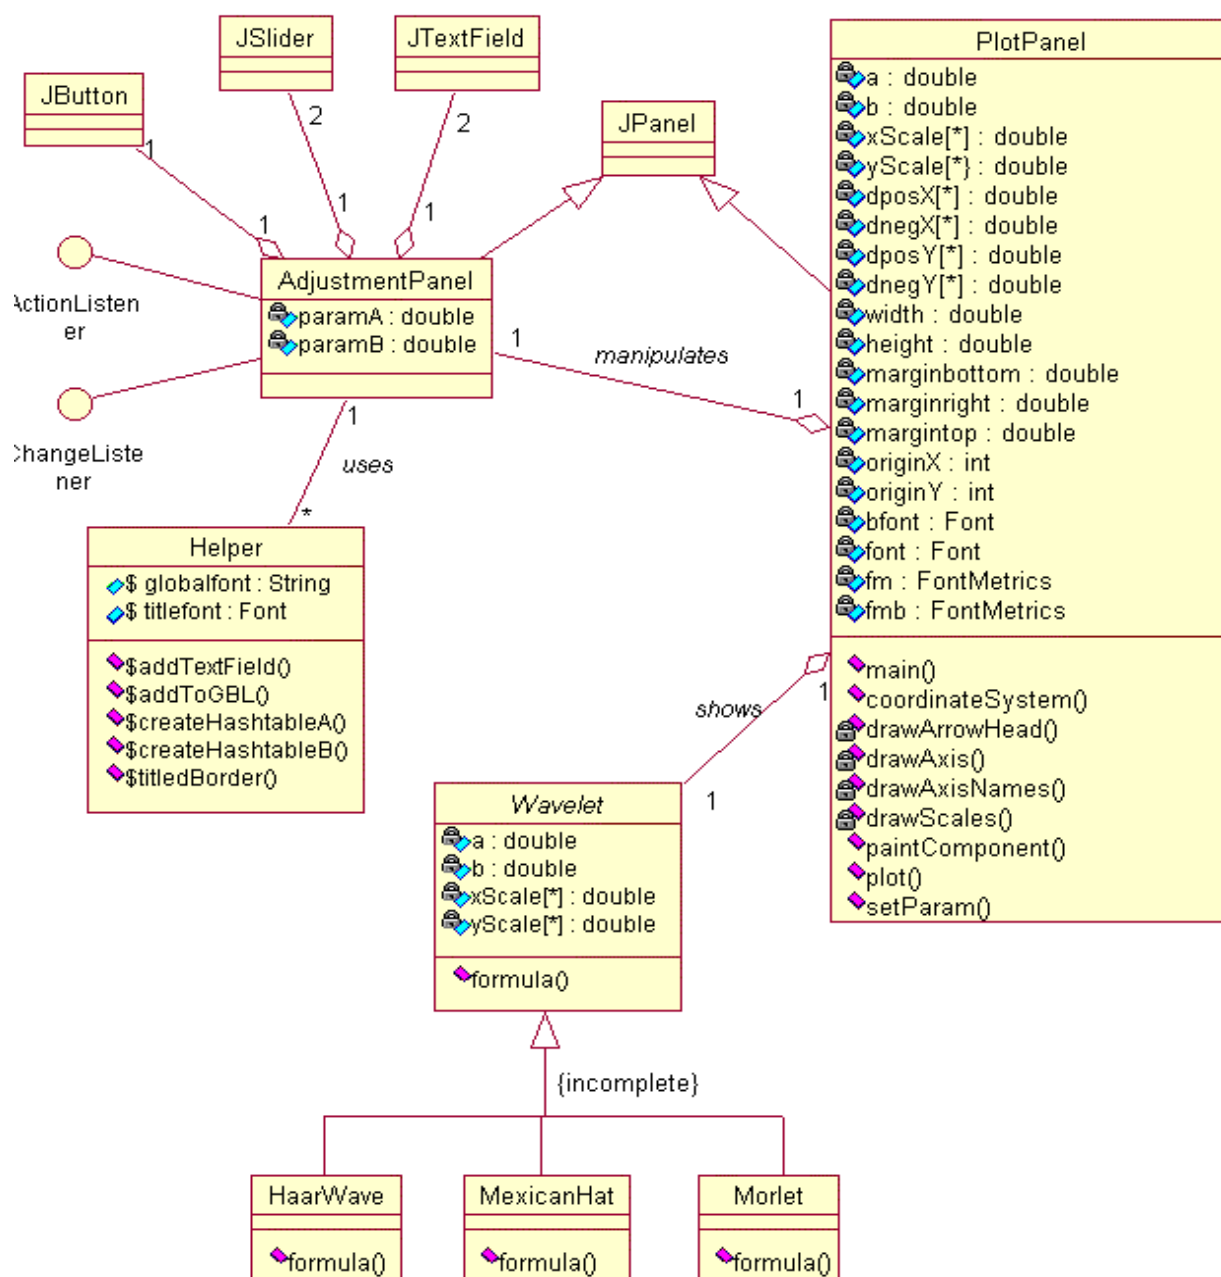 JSlider
JTextField
PlotPanel
JButton
JPanel
a : double
b : double
xScale[*] : double
yScale[*} : double
dposX[*] : double
dnegX[*] : double
dposY[*] : double
dnegY[*] : double
width : double
height : double
marginbottom : double
marginright : double
margintop : double
originX : int
originY : int
bfont : Font
font : Font
fm : FontMetrics
fmb : FontMetrics
main()
coordinateSystem()
drawArrowHead()
drawAxis()
drawAxisNames()
drawScales()
paintComponent()
plot()
setParam()
1
2
2
1
1
1
ActionListen
er
ChangeListe
ner
AdjustmentPanel
paramA : double
paramB : double
1
manipulates
1
1
uses
*
Helper
$ globalfont : String
$ titlefont : Font
$addTextField()
$addToGBL()
$createHashtableA()
$createHashtableB()
$titledBorder()
shows
1
1
Wavelet
a : double
b : double
xScale[*] : double
yScale[*] : double
formula()
{incomplete}
HaarWave
formula()
MexicanHat
formula()
Morlet
formula()